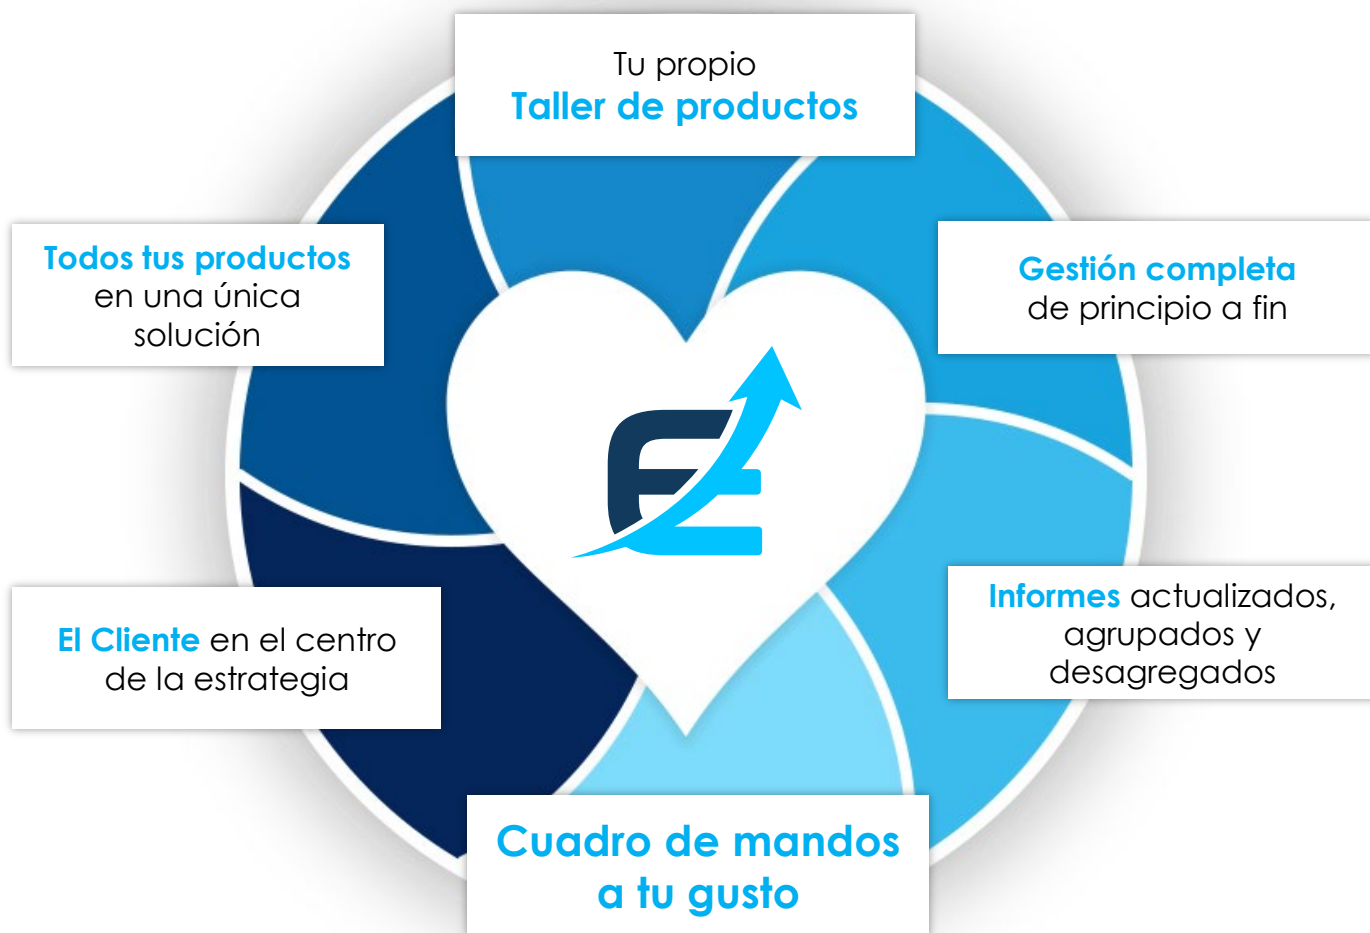 Tu propio
Taller de productos
Todos tus productos
en una única
solución
Gestión completa
de principio a fin
El Cliente en el centro
de la estrategia
Informes actualizados,
agrupados y
desagregados
Cuadro de mandos
a tu gusto
E